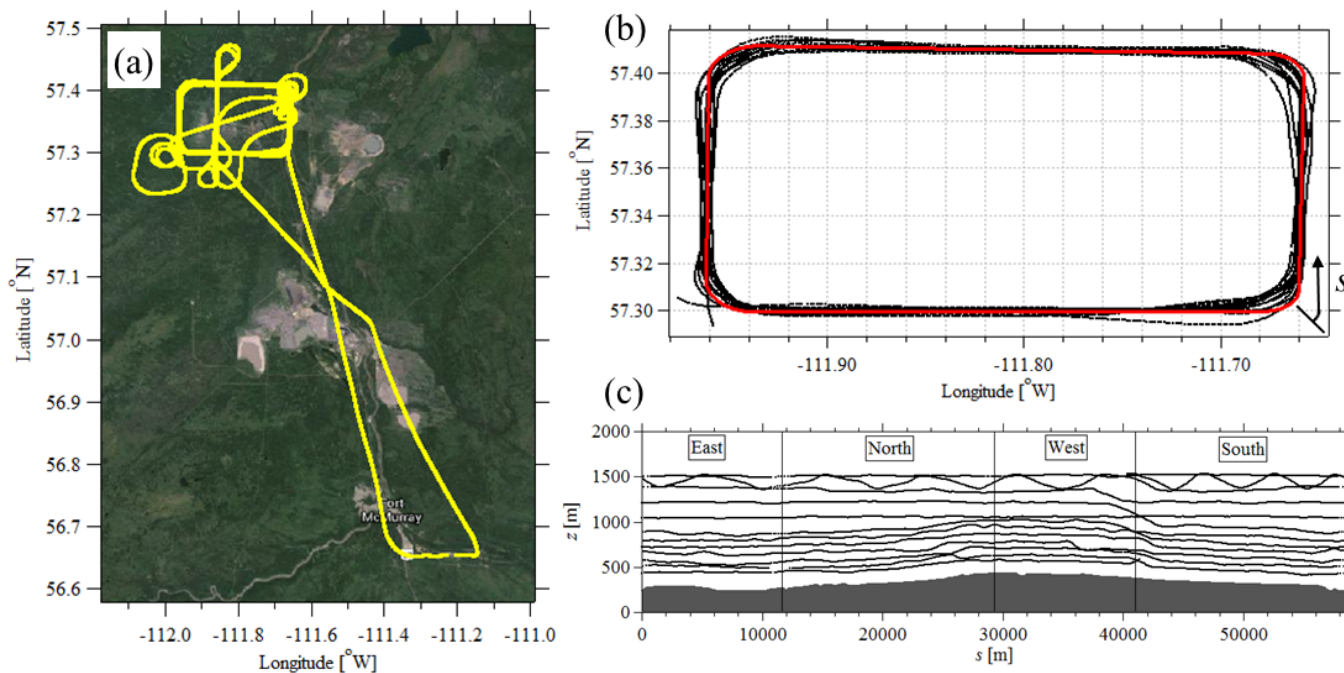 (a)
57.5
57.4
57.3
57.2
57.1
57.0
56.9
56.8
56.7
56.6
Latitude [°N]
Fort
McMurray
-112.0 -111.8 -111.6 -111.4 -111.2 -111.0
Longitude [°W]
(b)
57.40
57.38
57.36
57.34
57.32
57.30
Latitude [°N]
S
-111.90 -111.80 -111.70
Longitude [°W]
(c)
2000
1500
1000
500
0
z [m]
East North West South
0 10000 20000 30000 40000 50000
s [m]